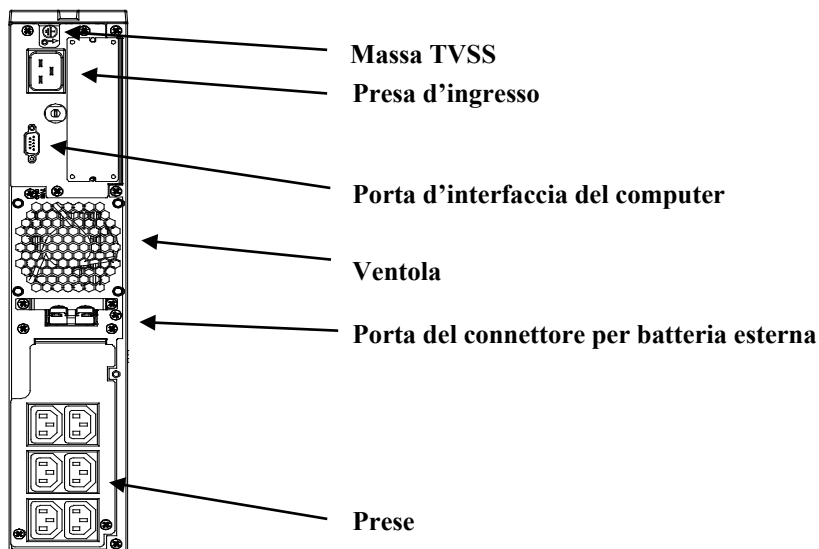 Massa TVSS
Presa d’ingresso
Porta d’interfaccia del computer
Ventola
Porta del connettore per batteria esterna
Prese